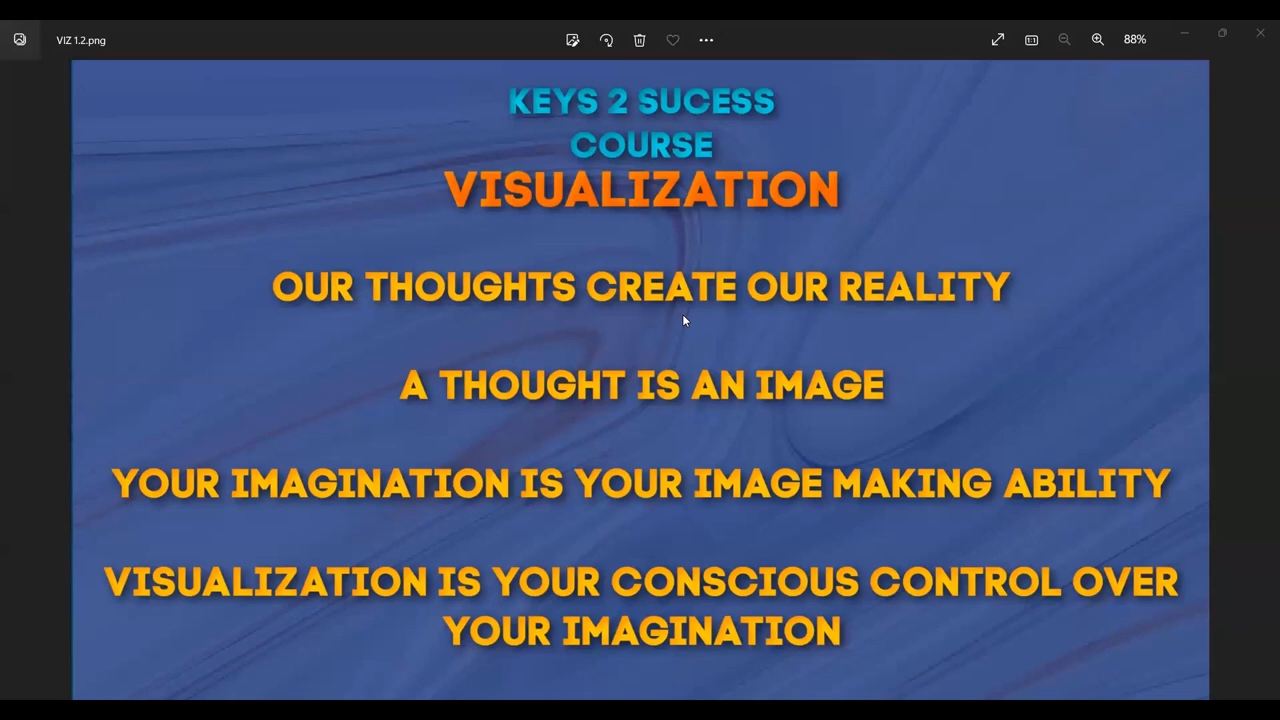 VIZ 1.2.png
88%
KEYS 2 SUCESS
COURSE
VISUALIZATION
OUR THOUGHTS CREATE OUR REALITY
A THOUGHT IS AN IMAGE
YOUR IMAGINATION IS YOUR IMAGE MAKING ABILITY
VISUALIZATION IS YOUR CONSCIOUS CONTROL OVER
YOUR IMAGINATION